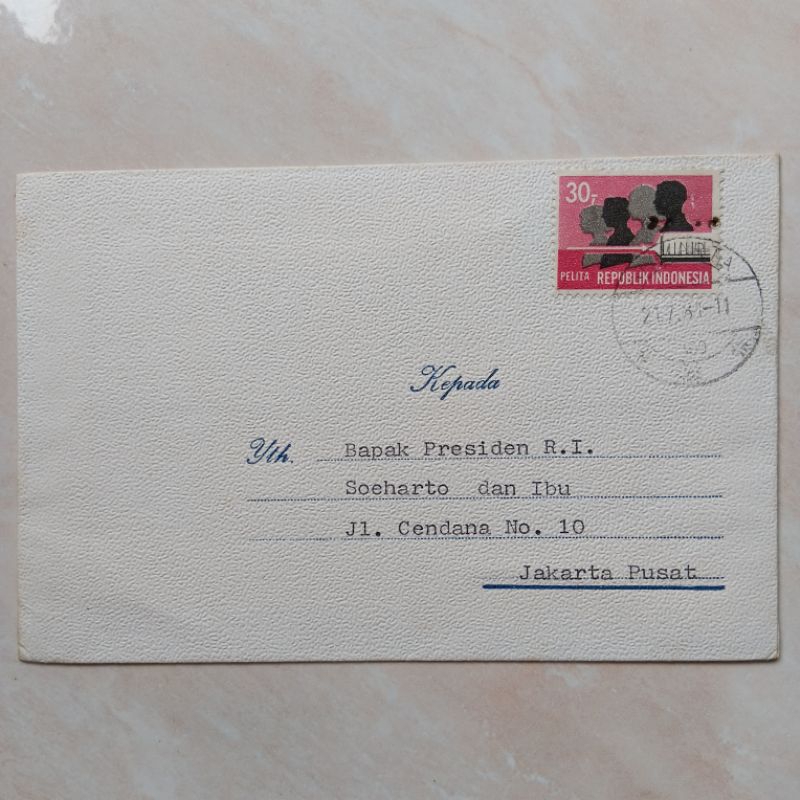 30,-
PELITA REPUBLIK INDONESIA
Kepada
Yth. Bapak Presiden R.I.
Soeharto dan Ibu
Jl. Cendana No. 10
Jakarta Pusat